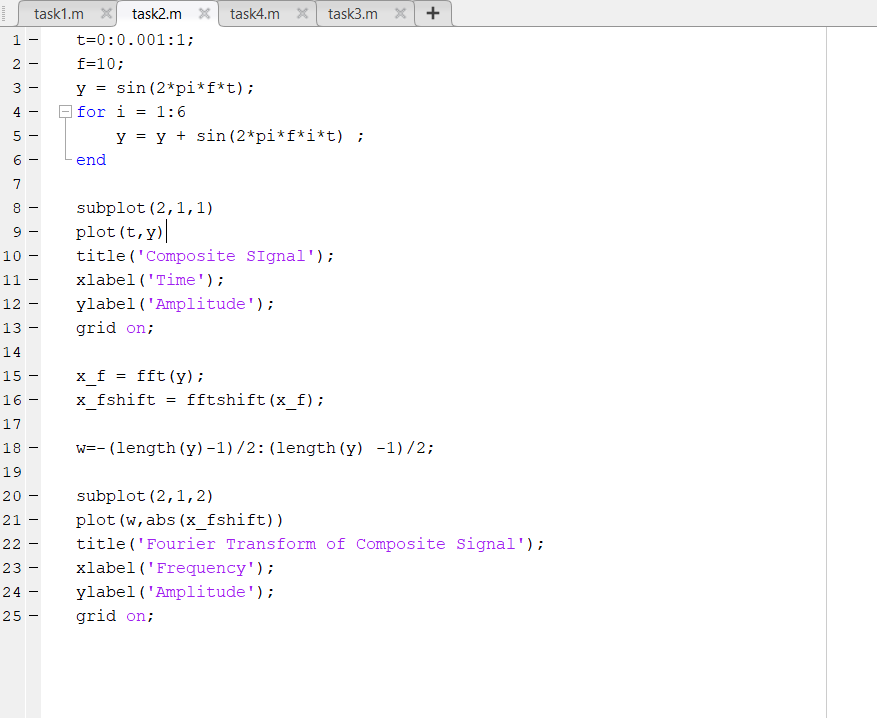 task1.m task2.m task4.m task3.m
1 t=0:0.001:1;
2 f=10;
3 y = sin(2*pi*f*t);
4 for i = 1:6
5 y = y + sin(2*pi*f*i*t) ;
6 end
7
8 subplot(2,1,1)
9 plot(t,y)
10 title('Composite SIgnal');
11 xlabel('Time');
12 ylabel('Amplitude');
13 grid on;
14
15 x_f = fft(y);
16 x_fshift = fftshift(x_f);
17
18 w=-(length(y)-1)/2:(length(y) -1)/2;
19
20 subplot(2,1,2)
21 plot(w,abs(x_fshift))
22 title('Fourier Transform of Composite Signal');
23 xlabel('Frequency');
24 ylabel('Amplitude');
25 grid on;